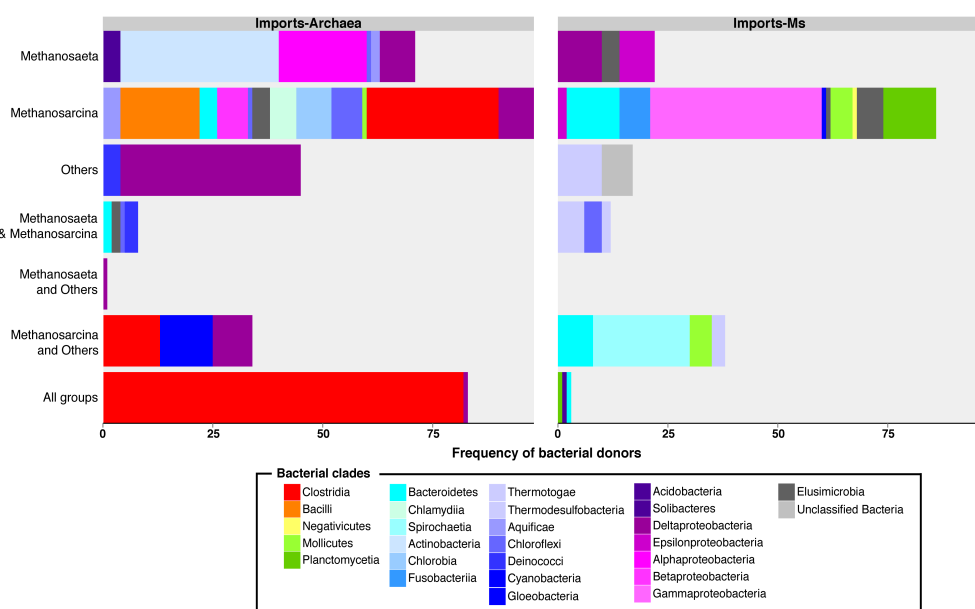 Imports-Archaea
Imports-Ms
Methanosaeta
Methanosarcina
Others
Methanosaeta
& Methanosarcina
Methanosaeta
and Others
Methanosarcina
and Others
All groups
0 25 50 75
0 25 50 75
Frequency of bacterial donors
Bacterial clades
Clostridia
Bacilli
Negativicutes
Mollicutes
Planctomycetia
Bacteroidetes
Chlamydiia
Spirochaetia
Actinobacteria
Chlorobia
Fusobacteriia
Thermotogae
Thermodesulfobacteria
Aquificae
Chloroflexi
Deinococci
Cyanobacteria
Gloeobacteria
Acidobacteria
Solibacteres
Deltaproteobacteria
Epsilonproteobacteria
Alphaproteobacteria
Betaproteobacteria
Gammaproteobacteria
Elusimicrobia
Unclassified Bacteria